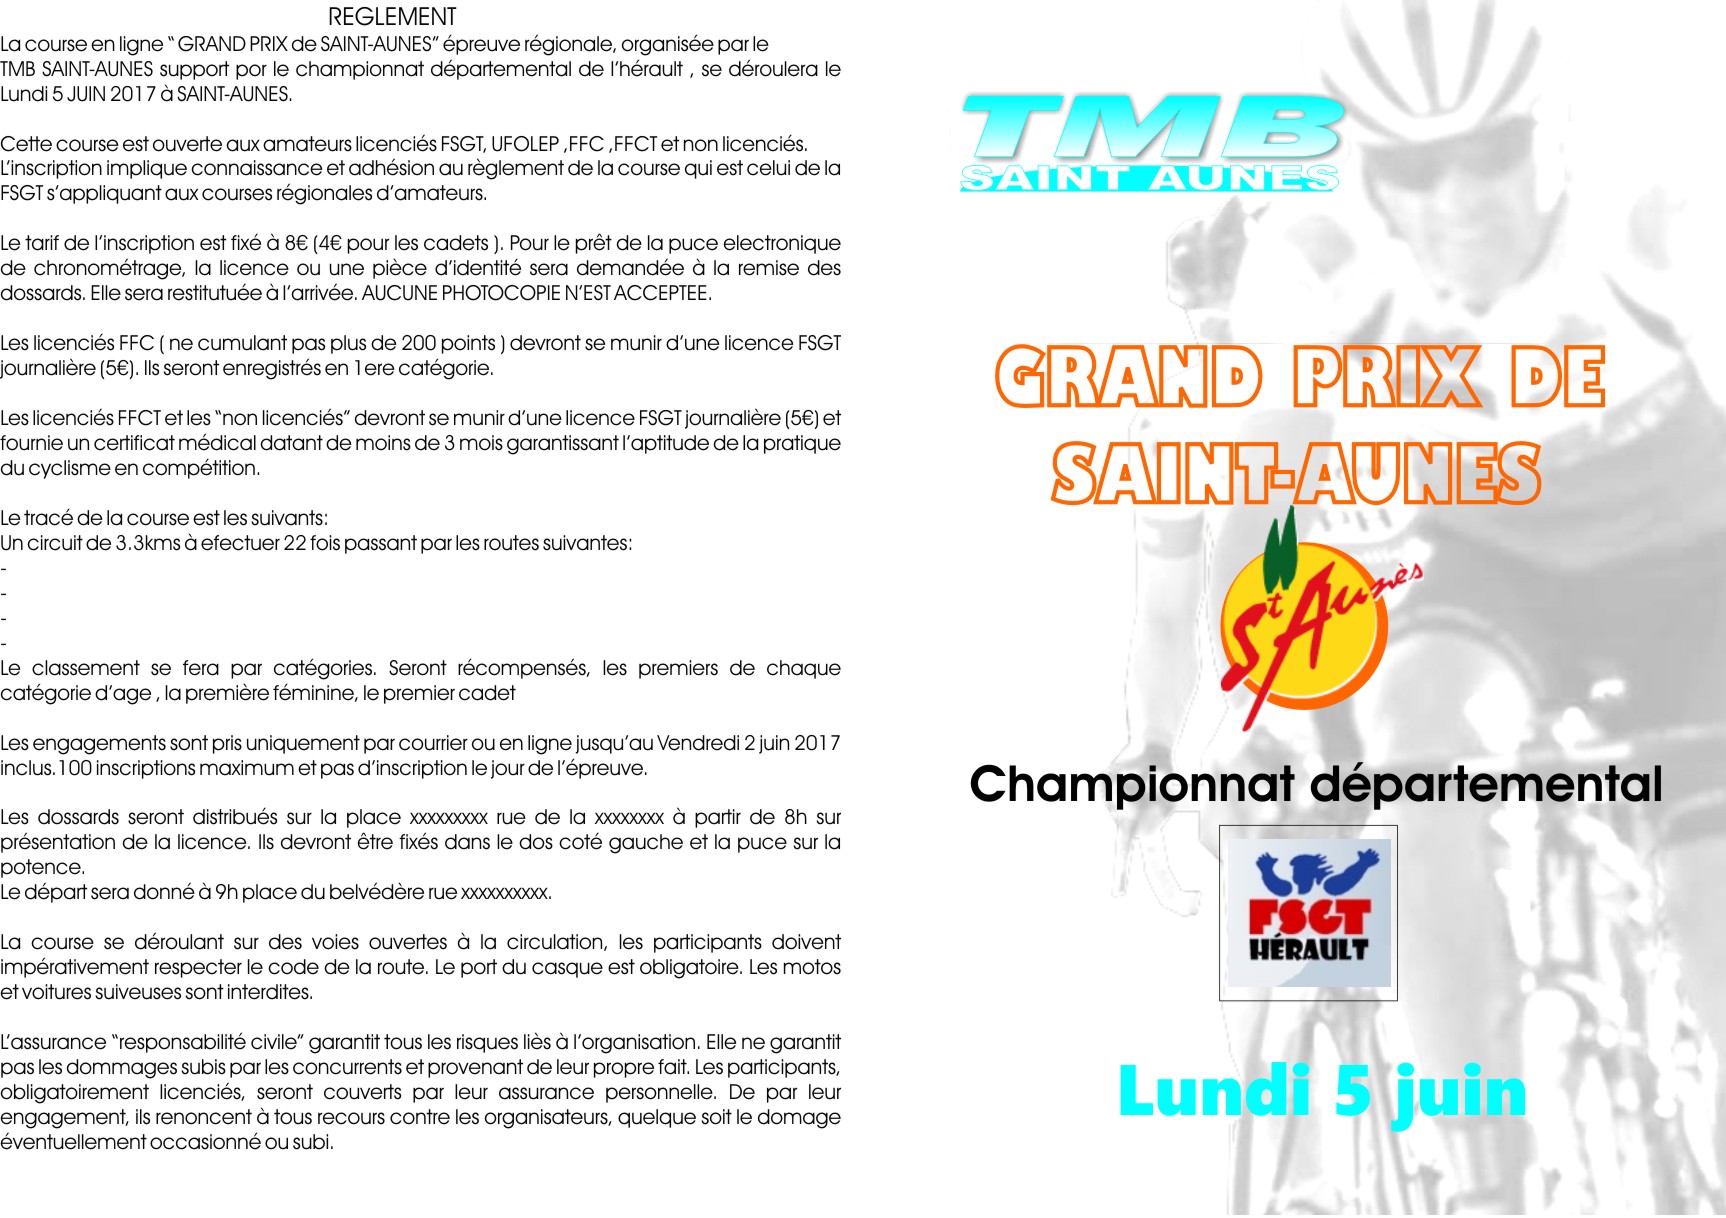 REGLEMENT
La course en ligne “ GRAND PRIX de SAINT-AUNES” épreuve régionale, organisée par le
TMB SAINT-AUNES support por le championnat départemental de l’hérault , se déroulera le
Lundi 5 JUIN 2017 à SAINT-AUNES.
Cette course est ouverte aux amateurs licenciés FSGT, UFOLEP ,FFC ,FFCT et non licenciés.
L’inscription implique connaissance et adhésion au règlement de la course qui est celui de la
FSGT s’appliquant aux courses régionales d’amateurs.
Le tarif de l’inscription est fixé à 8€ (4€ pour les cadets ). Pour le prêt de la puce electronique
de chronométrage, la licence ou une pièce d’identité sera demandée à la remise des
dossards. Elle sera restitutuée à l’arrivée. AUCUNE PHOTOCOPIE N’EST ACCEPTEE.
Les licenciés FFC ( ne cumulant pas plus de 200 points ) devront se munir d’une licence FSGT
journalière (5€). Ils seront enregistrés en 1ere catégorie.
Les licenciés FFCT et les “non licenciés” devront se munir d’une licence FSGT journalière (5€) et
fournie un certificat médical datant de moins de 3 mois garantissant l’aptitude de la pratique
du cyclisme en compétition.
Le tracé de la course est les suivants:
Un circuit de 3.3kms à efectuer 22 fois passant par les routes suivantes:
-
-
-
-
Le classement se fera par catégories. Seront récompensés, les premiers de chaque
catégorie d’age , la première féminine, le premier cadet
Les engagements sont pris uniquement par courrier ou en ligne jusqu’au Vendredi 2 juin 2017
inclus.100 inscriptions maximum et pas d’inscription le jour de l’épreuve.
Les dossards seront distribués sur la place xxxxxxxxx rue de la xxxxxxxx à partir de 8h sur
présentation de la licence. Ils devront être fixés dans le dos coté gauche et la puce sur la
potence.
Le départ sera donné à 9h place du belvédère rue xxxxxxxxxx.
La course se déroulant sur des voies ouvertes à la circulation, les participants doivent
impérativement respecter le code de la route. Le port du casque est obligatoire. Les motos
et voitures suiveuses sont interdites.
L’assurance “responsabilité civile” garantit tous les risques liès à l’organisation. Elle ne garantit
pas les dommages subis par les concurrents et provenant de leur propre fait. Les participants,
obligatoirement licenciés, seront couverts par leur assurance personnelle. De par leur
engagement, ils renoncent à tous recours contre les organisateurs, quelque soit le domage
éventuellement occasionné ou subi.
TMB
SAINT AUNES
GRAND PRIX DE
SAINT-AUNES
St Aunès
Championnat départemental
FSGT
HÉRAULT
Lundi 5 juin